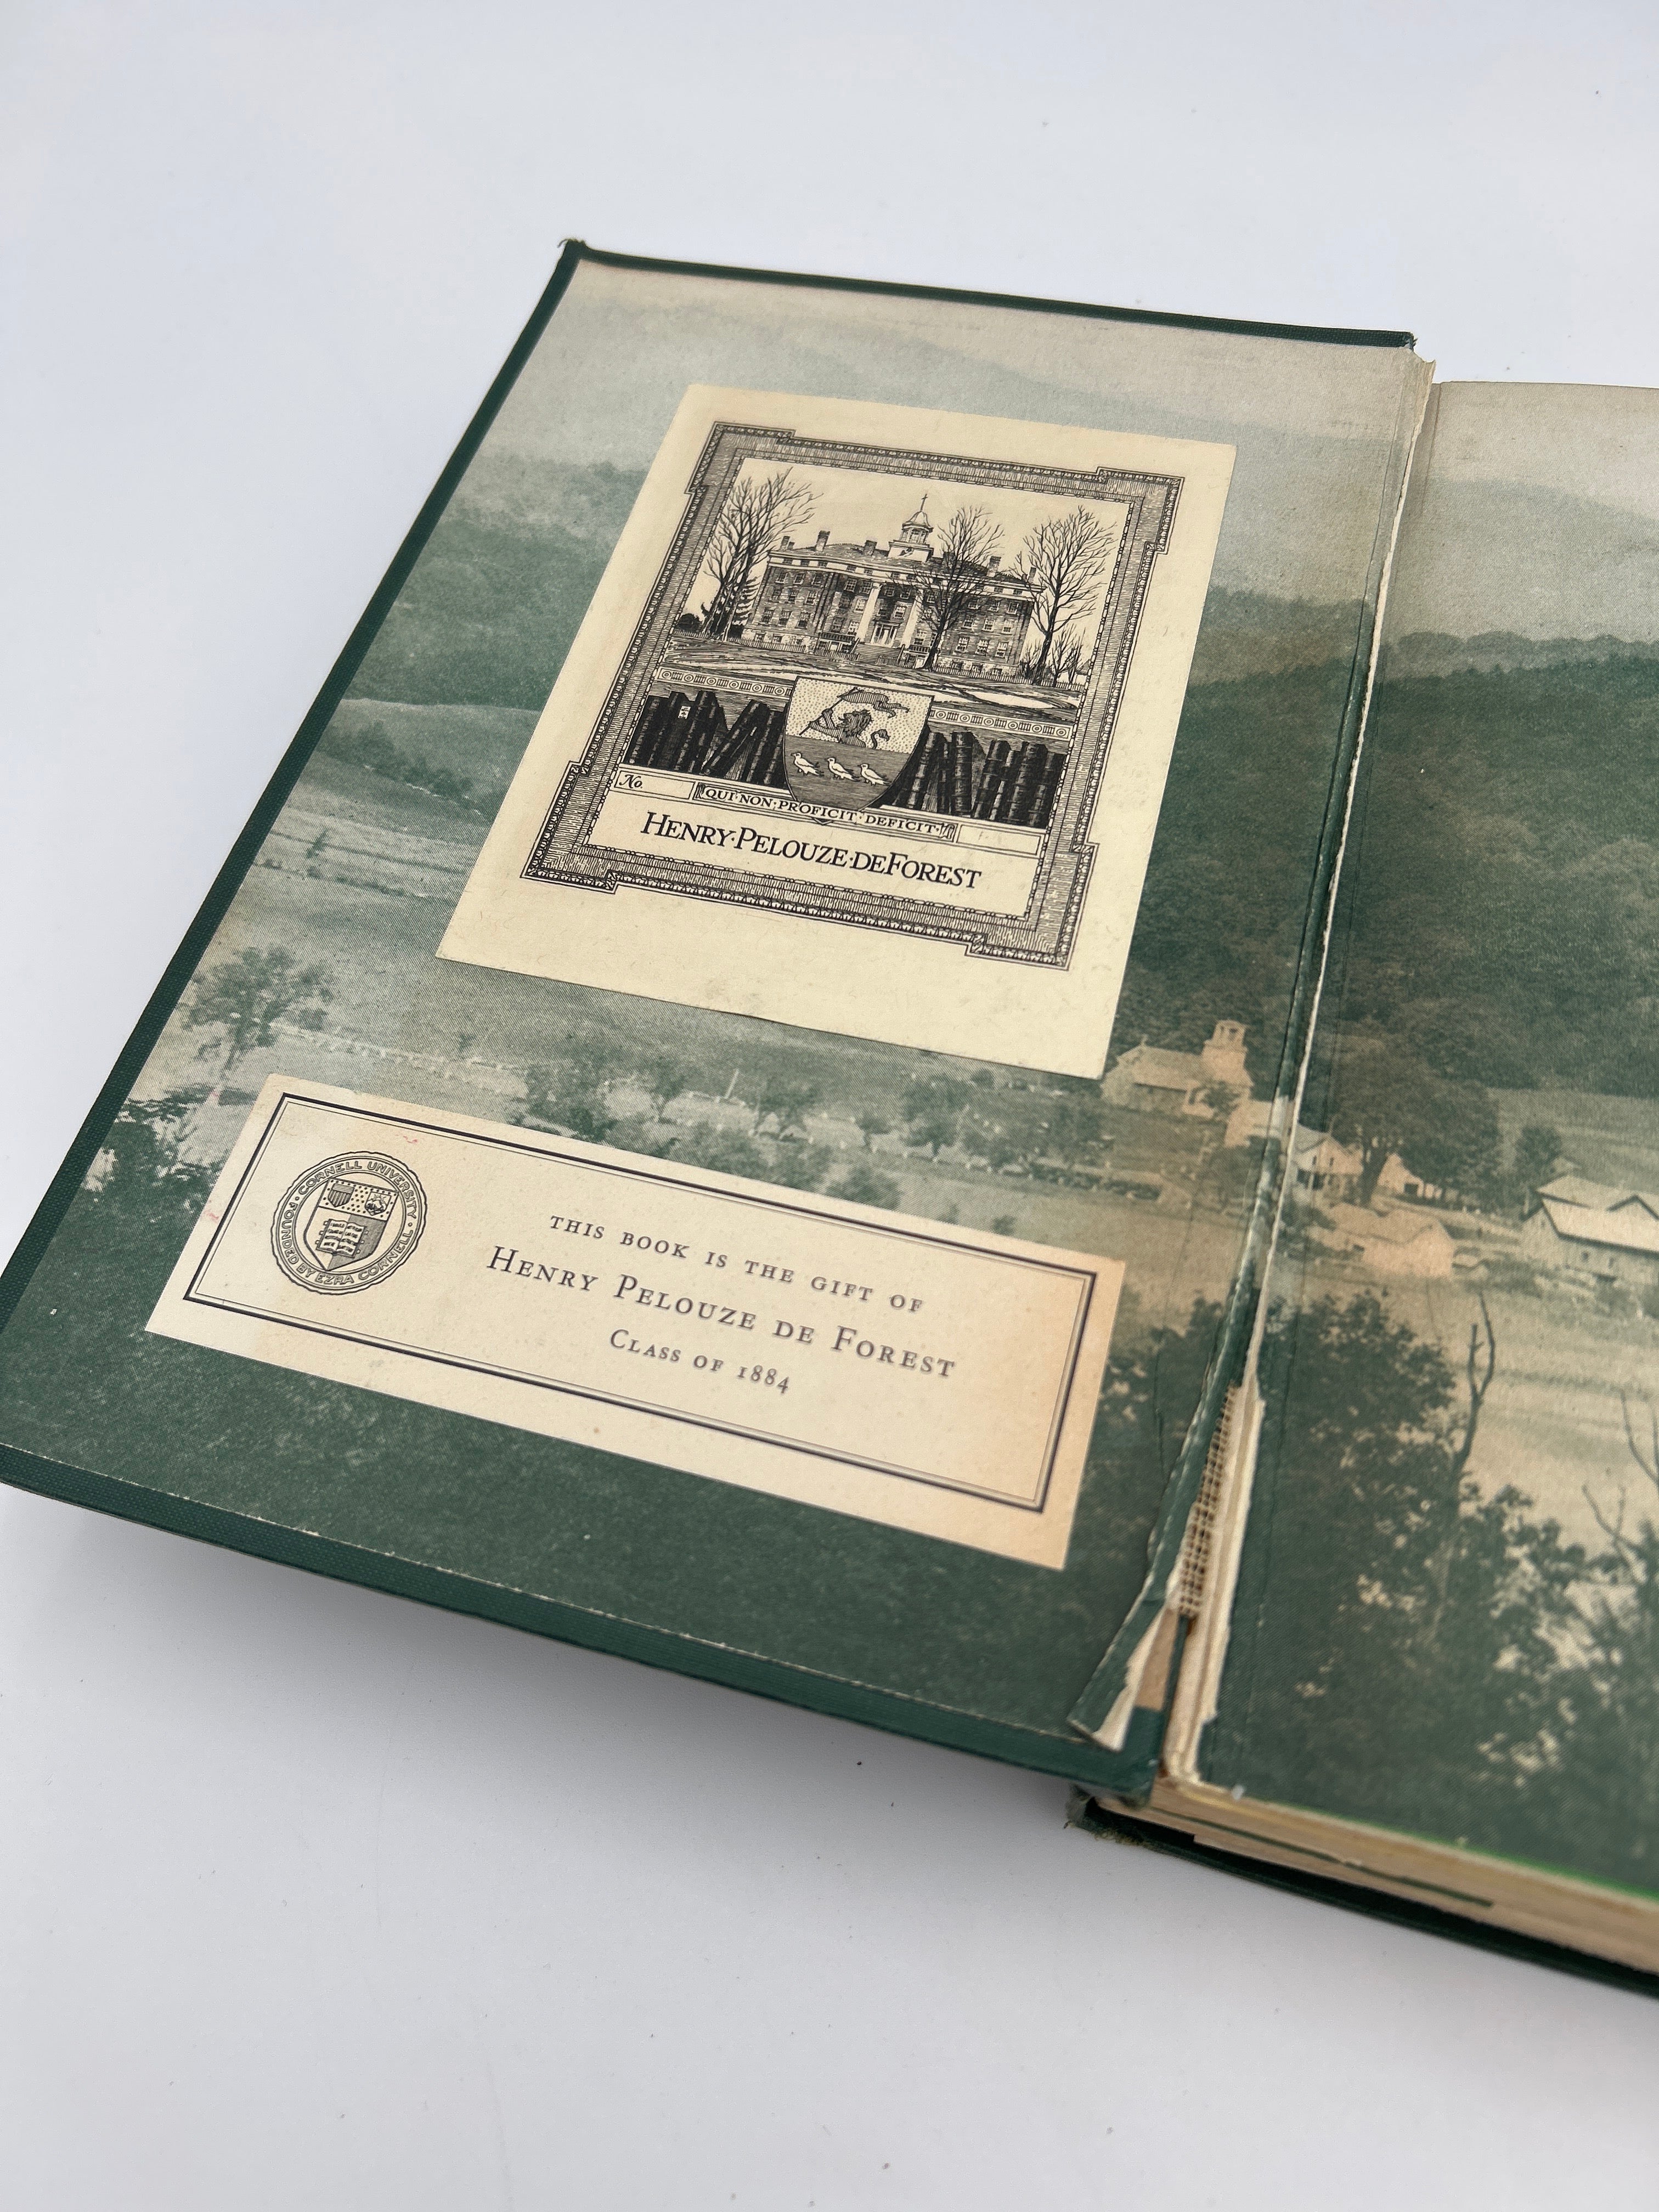 No.
QUI·NON·PROFICIT·DEFICIT·
HENRY·PELOUZE·DEFOREST
CORNELL UNIVERSITY · FOUNDED BY EZRA CORNELL ·
THIS BOOK IS THE GIFT OF
HENRY PELOUZE DE FOREST
CLASS OF 1884